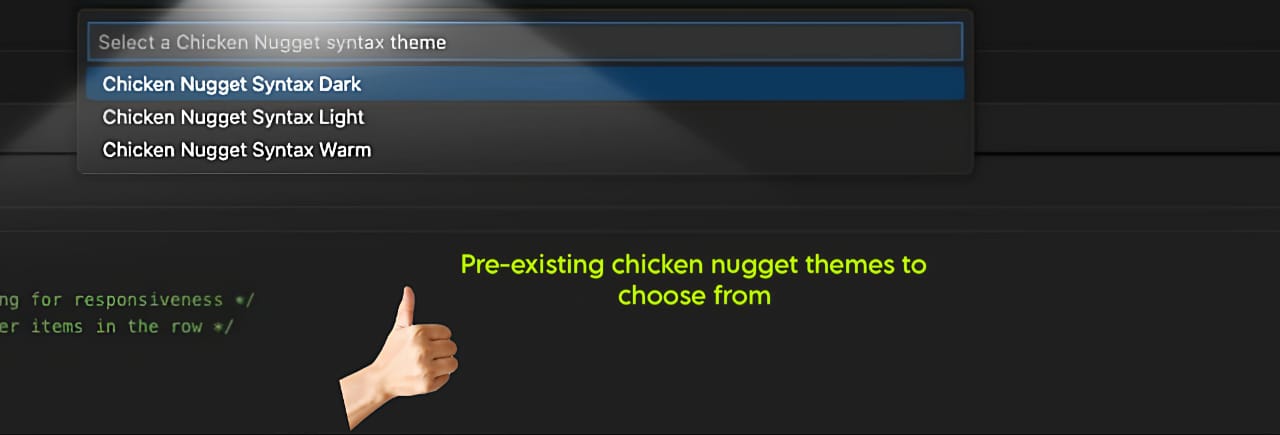 Select a Chicken Nugget syntax theme
Chicken Nugget Syntax Dark
Chicken Nugget Syntax Light
Chicken Nugget Syntax Warm
Pre-existing chicken nugget themes to
choose from
ng for responsiveness */
er items in the row */